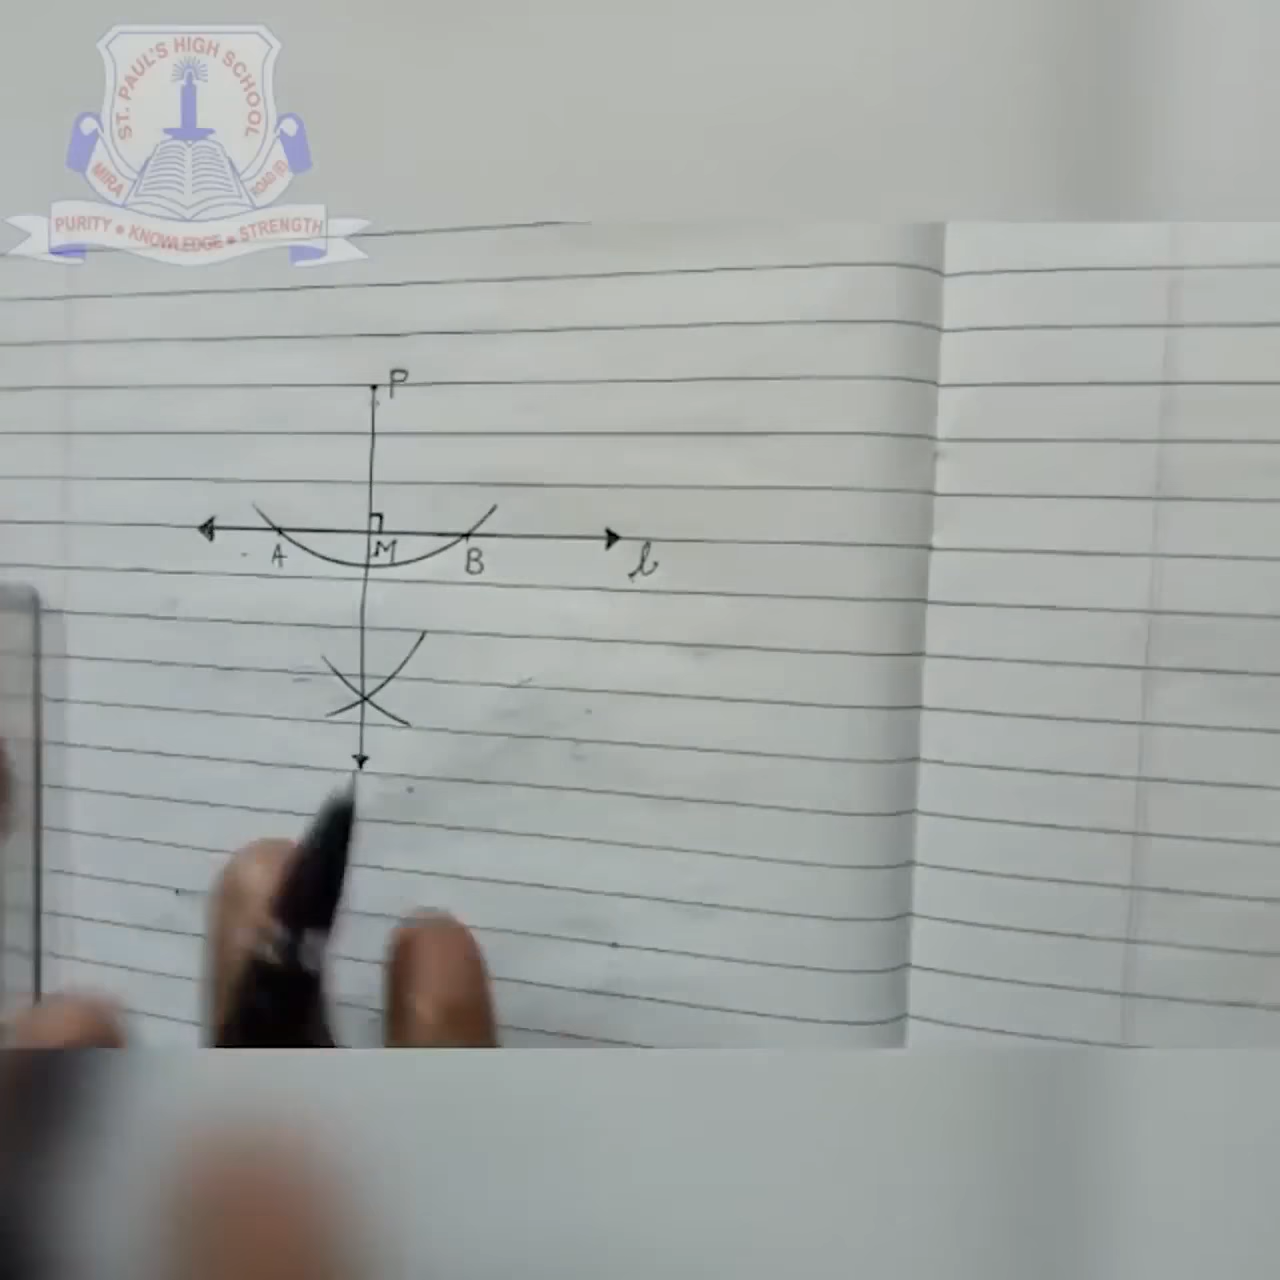 ST. PAUL'S HIGH SCHOOL
MIRA ROAD (E)
PURITY • KNOWLEDGE • STRENGTH
P
A M B l